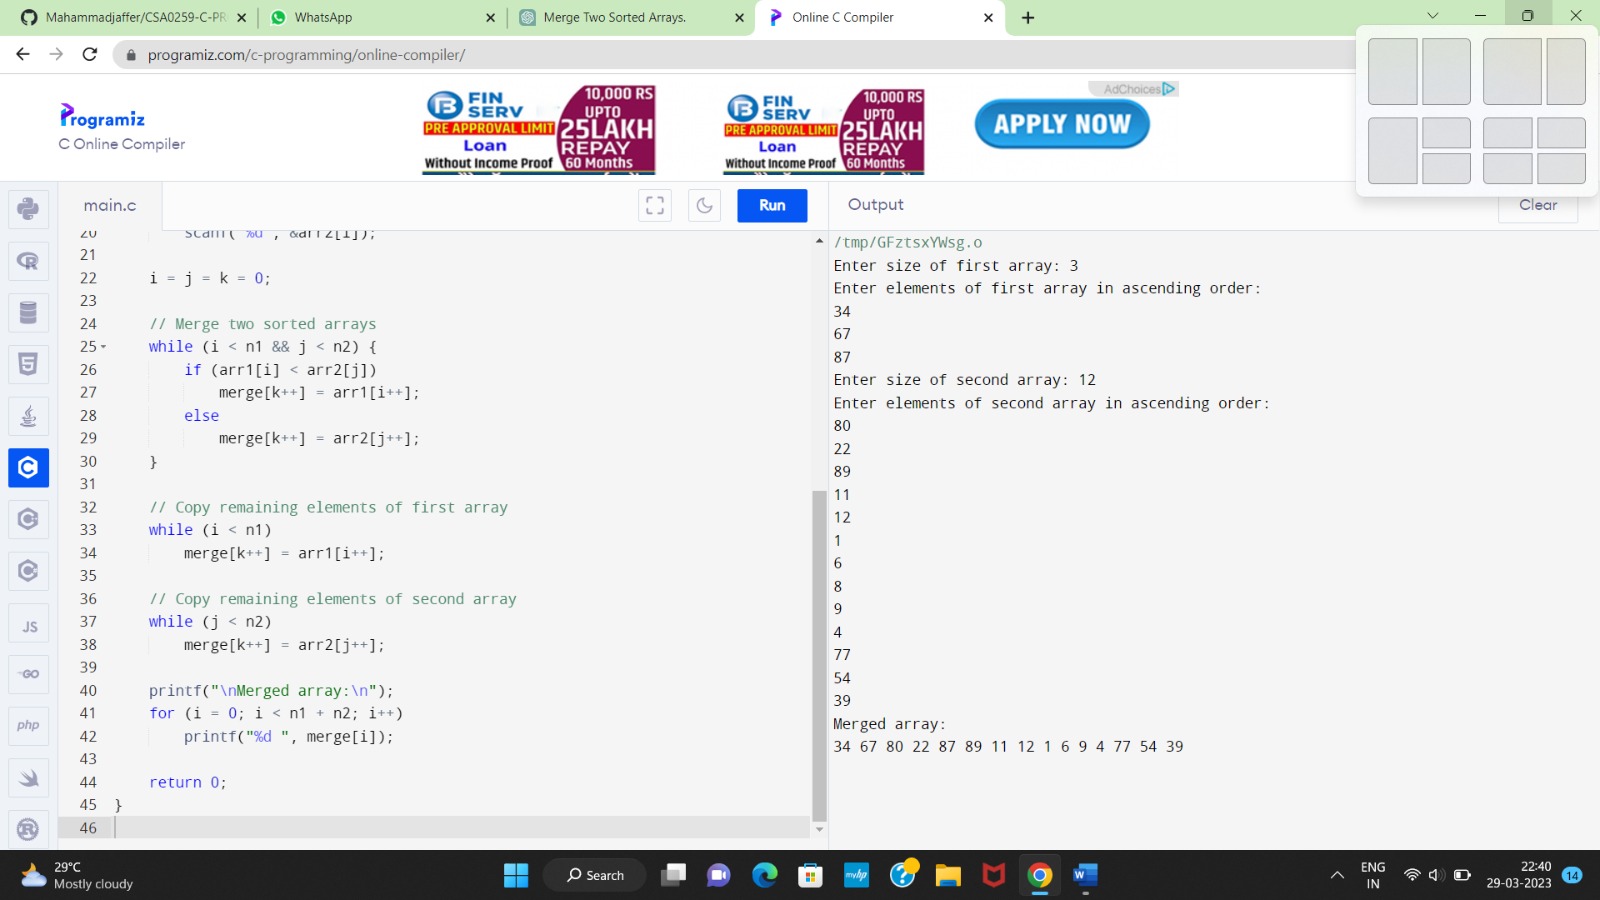 Mahammadjaffer/CSA0259-C-PR
WhatsApp
Merge Two Sorted Arrays.
Online C Compiler
programiz.com/c-programming/online-compiler/
Programiz
C Online Compiler
B FIN SERV
PRE APPROVAL LIMIT
Loan
Without Income Proof
10,000 RS
UPTO
25LAKH
REPAY
60 Months
B FIN SERV
PRE APPROVAL LIMIT
Loan
Without Income Proof
10,000 RS
UPTO
25LAKH
REPAY
60 Months
AdChoices
APPLY NOW
main.c
Run
Output
Clear
20 scanf("%d", &arr2[i]);
21
22 i = j = k = 0;
23
24 // Merge two sorted arrays
25 while (i < n1 && j < n2) {
26 if (arr1[i] < arr2[j])
27 merge[k++] = arr1[i++];
28 else
29 merge[k++] = arr2[j++];
30 }
31
32 // Copy remaining elements of first array
33 while (i < n1)
34 merge[k++] = arr1[i++];
35
36 // Copy remaining elements of second array
37 while (j < n2)
38 merge[k++] = arr2[j++];
39
40 printf("\nMerged array:\n");
41 for (i = 0; i < n1 + n2; i++)
42 printf("%d ", merge[i]);
43
44 return 0;
45 }
46
/tmp/GFztsxYWsg.o
Enter size of first array: 3
Enter elements of first array in ascending order:
34
67
87
Enter size of second array: 12
Enter elements of second array in ascending order:
80
22
89
11
12
1
6
8
9
4
77
54
39
Merged array:
34 67 80 22 87 89 11 12 1 6 9 4 77 54 39
R
5
C
C
C
JS
GO
php
R
29°C
Mostly cloudy
Search
myhp
?
W
ENG
IN
22:40
29-03-2023
14